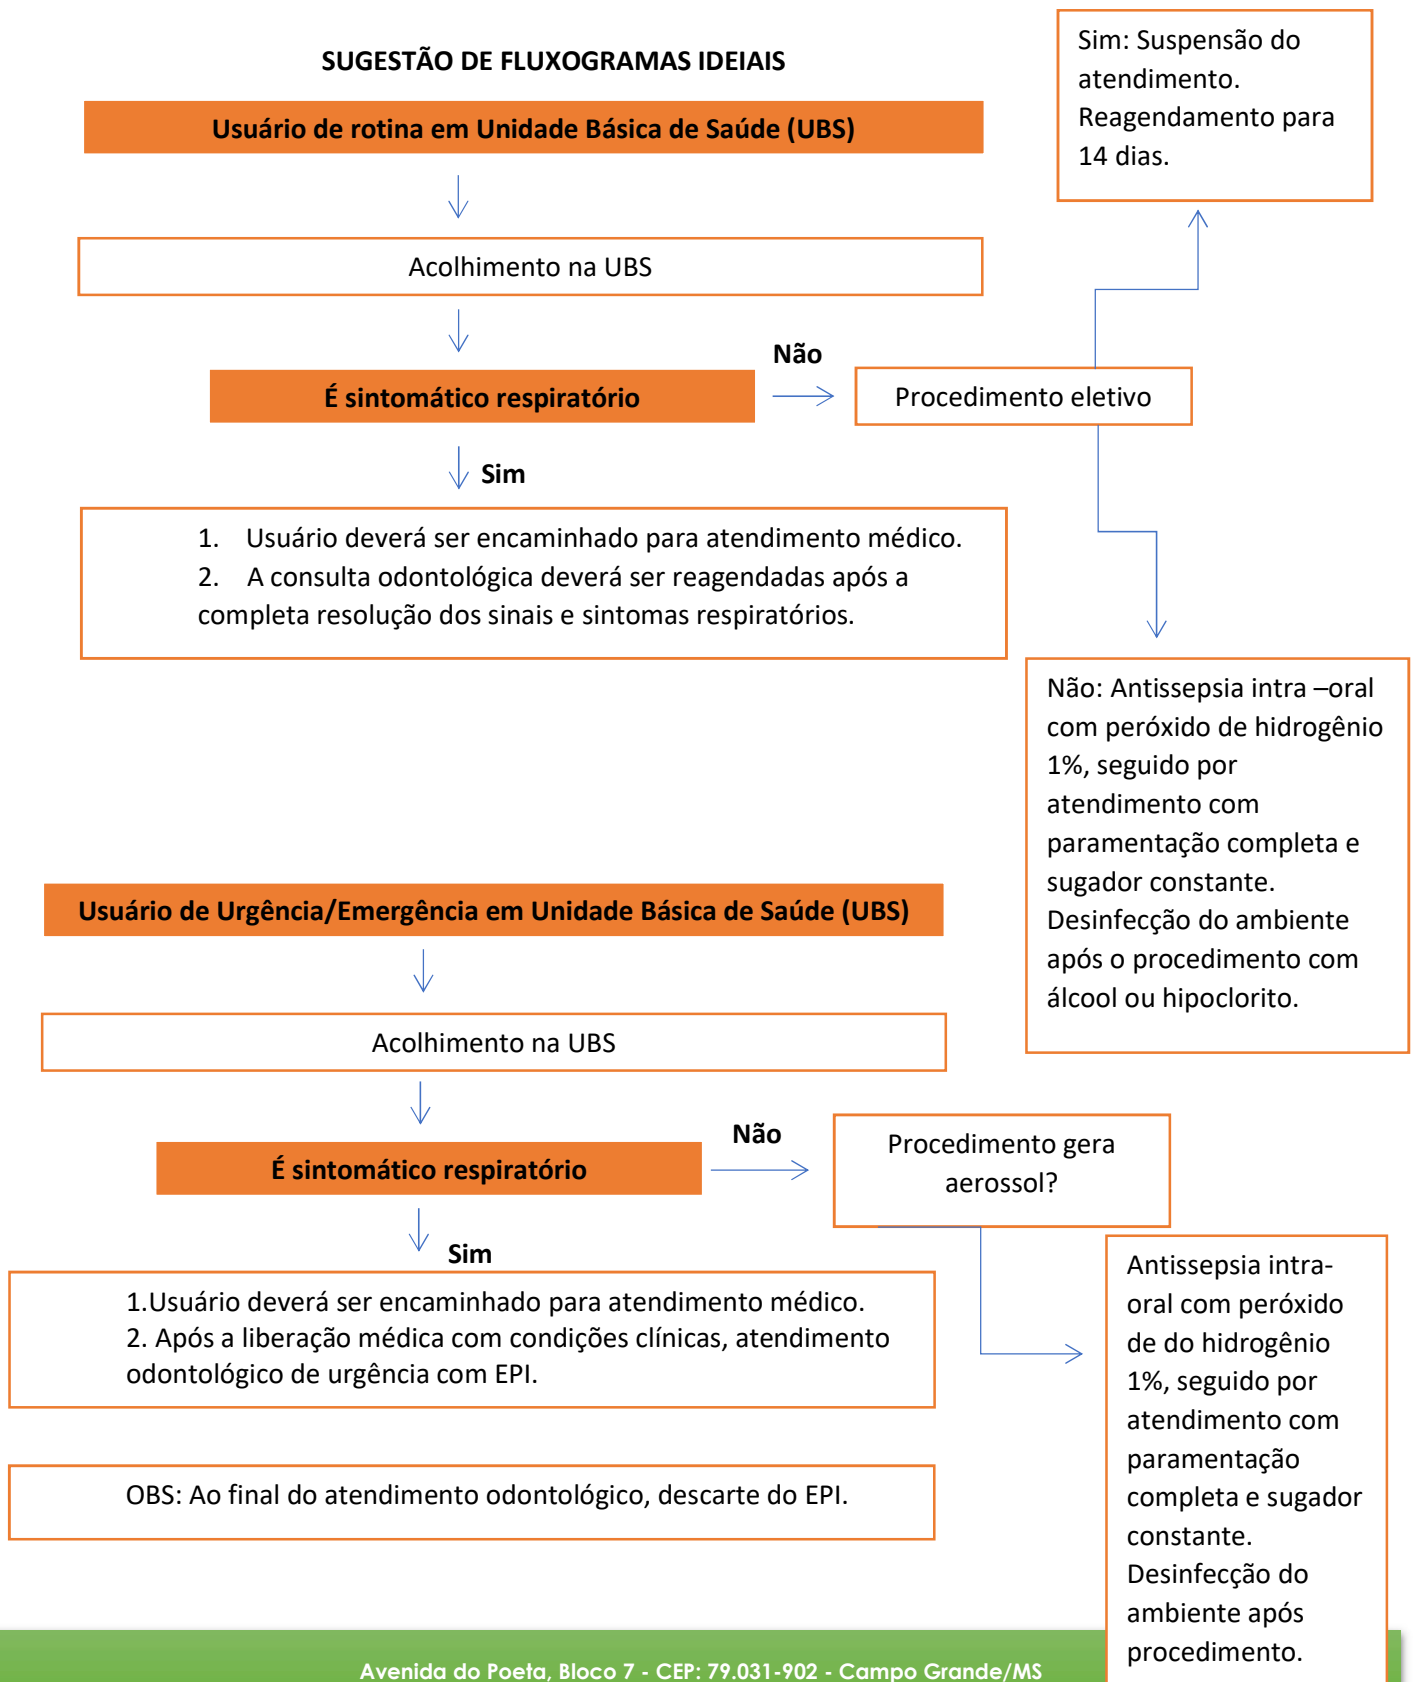 SUGESTÃO DE FLUXOGRAMAS IDEIAIS
Usuário de rotina em Unidade Básica de Saúde (UBS)
Sim: Suspensão do
atendimento.
Reagendamento para
14 dias.
Acolhimento na UBS
É sintomático respiratório
Não
Procedimento eletivo
Sim
1. Usuário deverá ser encaminhado para atendimento médico.
2. A consulta odontológica deverá ser reagendadas após a
completa resolução dos sinais e sintomas respiratórios.
Não: Antissepsia intra –oral
com peróxido de hidrogênio
1%, seguido por
atendimento com
paramentação completa e
sugador constante.
Desinfecção do ambiente
após o procedimento com
álcool ou hipoclorito.
Usuário de Urgência/Emergência em Unidade Básica de Saúde (UBS)
Acolhimento na UBS
É sintomático respiratório
Não
Procedimento gera
aerossol?
Sim
1.Usuário deverá ser encaminhado para atendimento médico.
2. Após a liberação médica com condições clínicas, atendimento
odontológico de urgência com EPI.
OBS: Ao final do atendimento odontológico, descarte do EPI.
Antissepsia intra-
oral com peróxido
de do hidrogênio
1%, seguido por
atendimento com
paramentação
completa e sugador
constante.
Desinfecção do
ambiente após
procedimento.
Avenida do Poeta, Bloco 7 - CEP: 79.031-902 - Campo Grande/MS